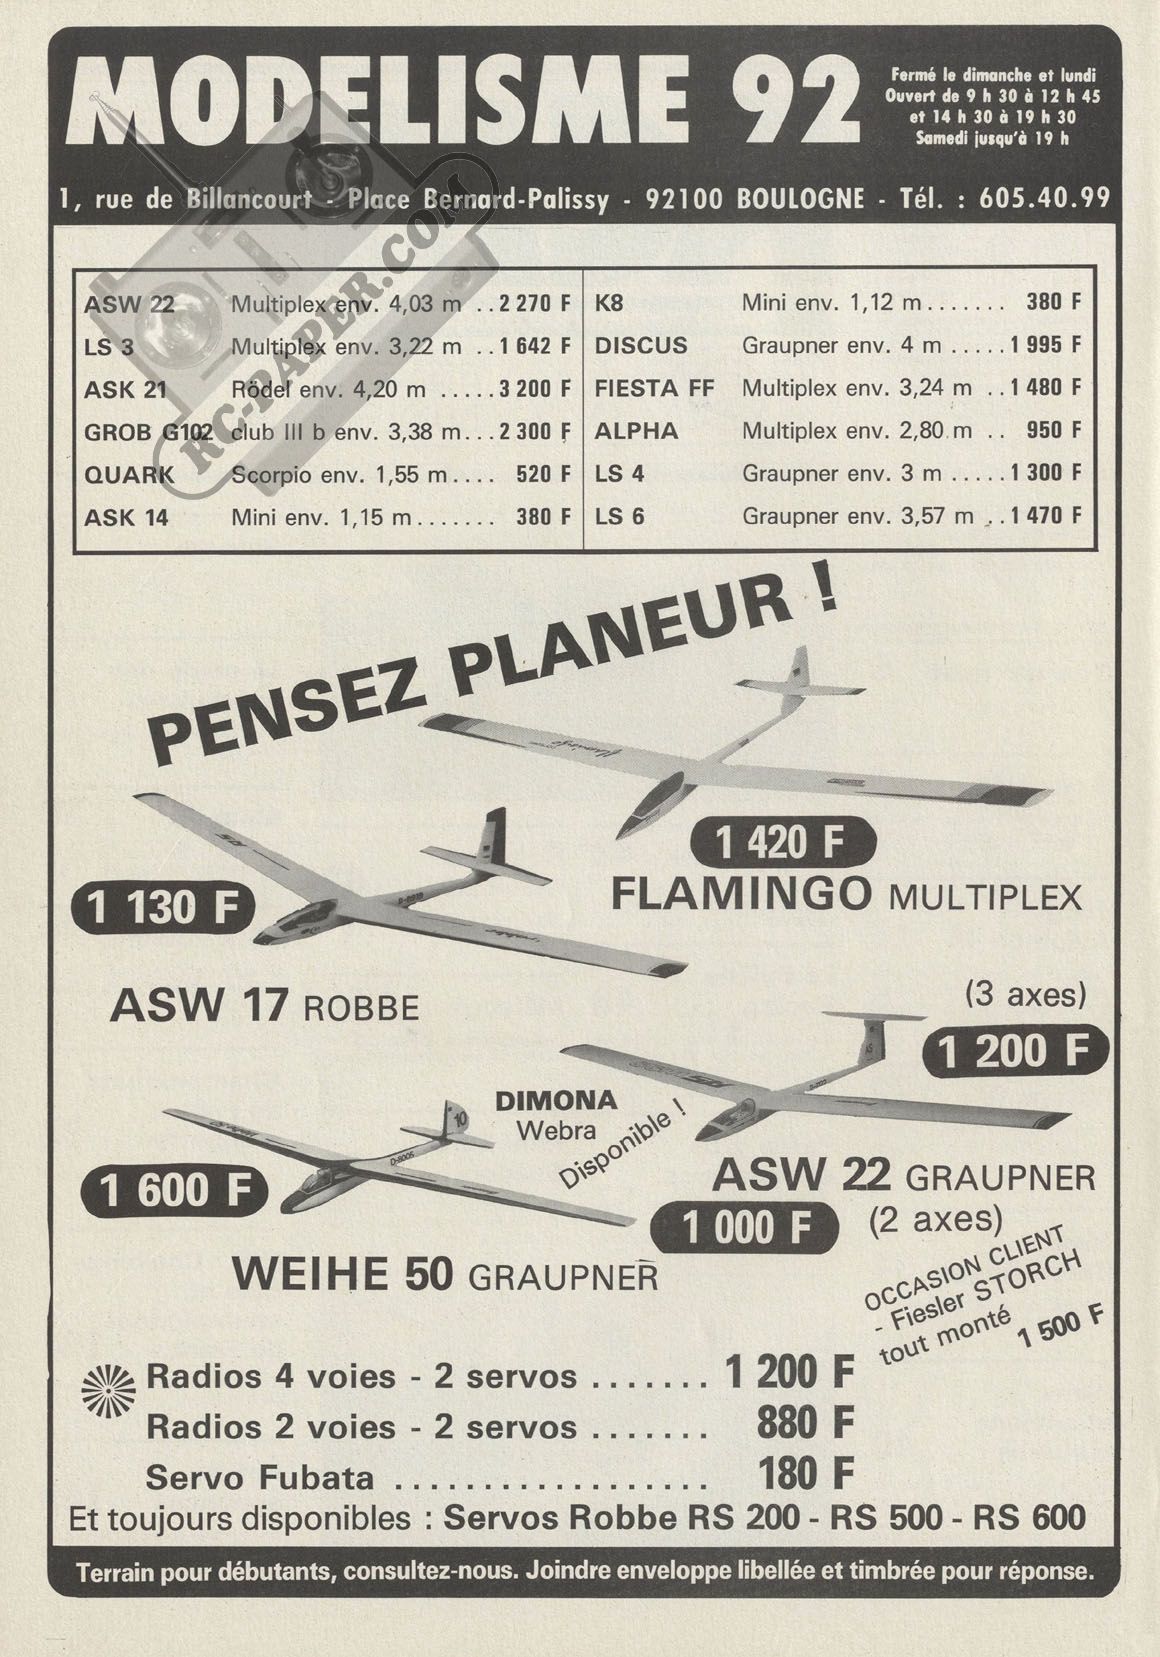 MODELISME 92
Fermé le dimanche et lundi
Ouvert de 9 h 30 à 12 h 45
et 14 h 30 à 19 h 30
Samedi jusqu'à 19 h
1, rue de Billancourt - Place Bernard-Palissy - 92100 BOULOGNE - Tél. : 605.40.99
RC-PAPER.COM
ASW 22 Multiplex env. 4,03 m .. 2 270 F
LS 3 Multiplex env. 3,22 m .. 1 642 F
ASK 21 Rödel env. 4,20 m ..... 3 200 F
GROB G102 club III b env. 3,38 m... 2 300 F
QUARK Scorpio env. 1,55 m.... 520 F
ASK 14 Mini env. 1,15 m....... 380 F
K8 Mini env. 1,12 m....... 380 F
DISCUS Graupner env. 4 m ..... 1 995 F
FIESTA FF Multiplex env. 3,24 m .. 1 480 F
ALPHA Multiplex env. 2,80 m .. 950 F
LS 4 Graupner env. 3 m ..... 1 300 F
LS 6 Graupner env. 3,57 m .. 1 470 F
PENSEZ PLANEUR !
flamingo
1 420 F
FLAMINGO MULTIPLEX
RS
robbe
1 130 F
ASW 17 ROBBE
(3 axes)
1 200 F
AS
DIMONA
Webra
Disponible !
10
D-8005
1 600 F
ASW 22 GRAUPNER
1 000 F (2 axes)
WEIHE 50 GRAUPNER
OCCASION CLIENT
- Fiesler STORCH
tout monté
1 500 F
Radios 4 voies - 2 servos ....... 1 200 F
Radios 2 voies - 2 servos ....... 880 F
Servo Fubata .................. 180 F
Et toujours disponibles : Servos Robbe RS 200 - RS 500 - RS 600
Terrain pour débutants, consultez-nous. Joindre enveloppe libellée et timbrée pour réponse.